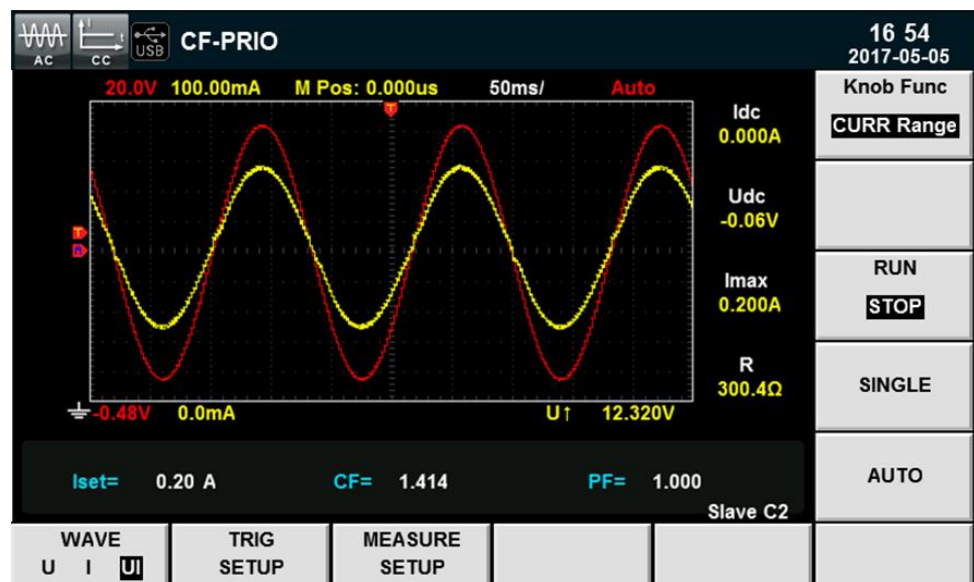 AC CC USB CF-PRIO 16 54
2017-05-05
20.0V 100.00mA M Pos: 0.000us 50ms/ Auto
T
Idc
0.000A
Udc
-0.06V
Imax
0.200A
R
300.4Ω
T
-0.48V 0.0mA U↑ 12.320V
Iset= 0.20 A CF= 1.414 PF= 1.000
Slave C2
Knob Func
CURR Range
RUN
STOP
SINGLE
AUTO
WAVE
U I UI
TRIG
SETUP
MEASURE
SETUP